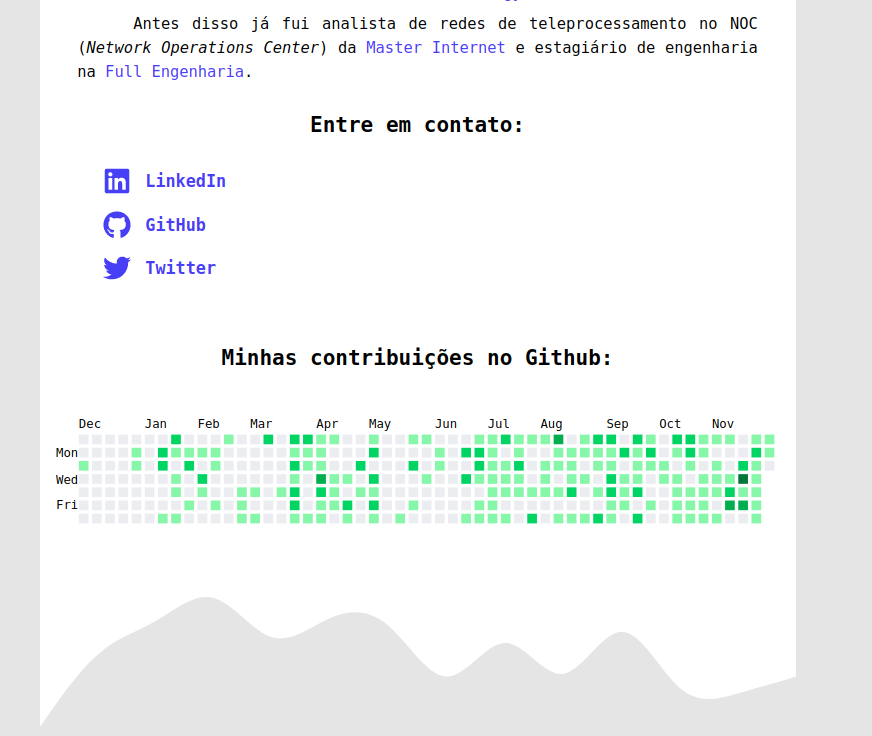 Antes disso já fui analista de redes de teleprocessamento no NOC
(Network Operations Center) da Master Internet e estagiário de engenharia
na Full Engenharia.
Entre em contato:
LinkedIn
GitHub
Twitter
Minhas contribuições no Github:
Dec Jan Feb Mar Apr May Jun Jul Aug Sep Oct Nov
Mon
Wed
Fri